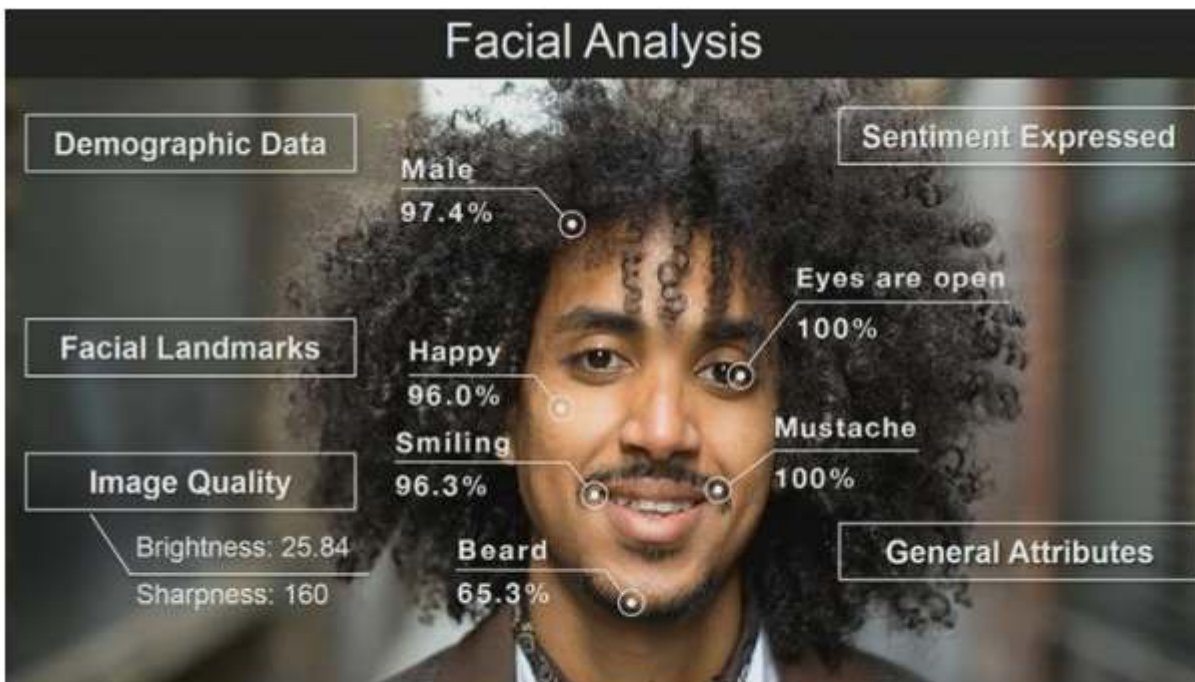 Facial Analysis
Demographic Data
Sentiment Expressed
Male
97.4%
Eyes are open
100%
Facial Landmarks
Happy
96.0%
Smiling
96.3%
Mustache
100%
Image Quality
Brightness: 25.84
Sharpness: 160
Beard
65.3%
General Attributes